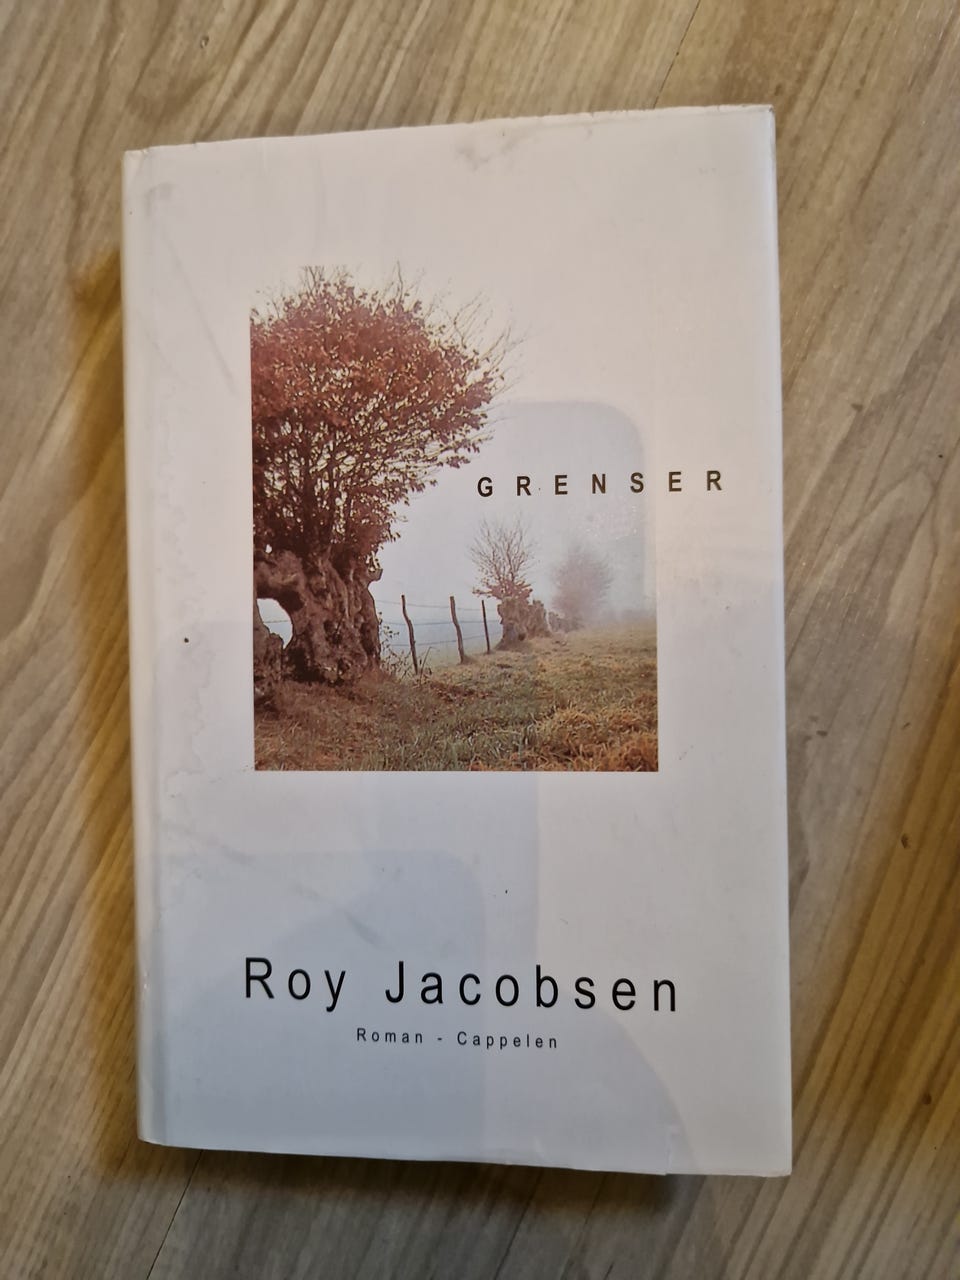 GRENSER
Roy Jacobsen
Roman - Cappelen